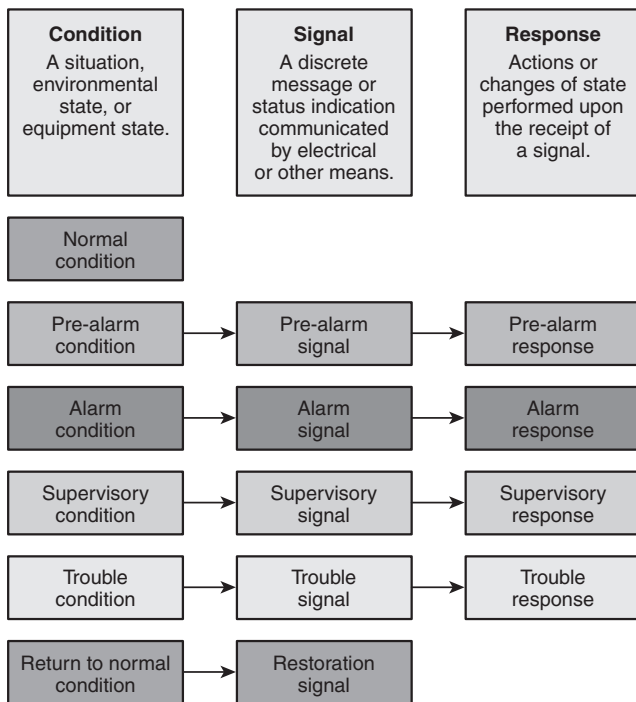 Condition
A situation,
environmental
state, or
equipment state.
Signal
A discrete
message or
status indication
communicated
by electrical
or other means.
Response
Actions or
changes of state
performed upon
the receipt of
a signal.
Normal
condition
Pre-alarm
condition
Pre-alarm
signal
Pre-alarm
response
Alarm
condition
Alarm
signal
Alarm
response
Supervisory
condition
Supervisory
signal
Supervisory
response
Trouble
condition
Trouble
signal
Trouble
response
Return to normal
condition
Restoration
signal